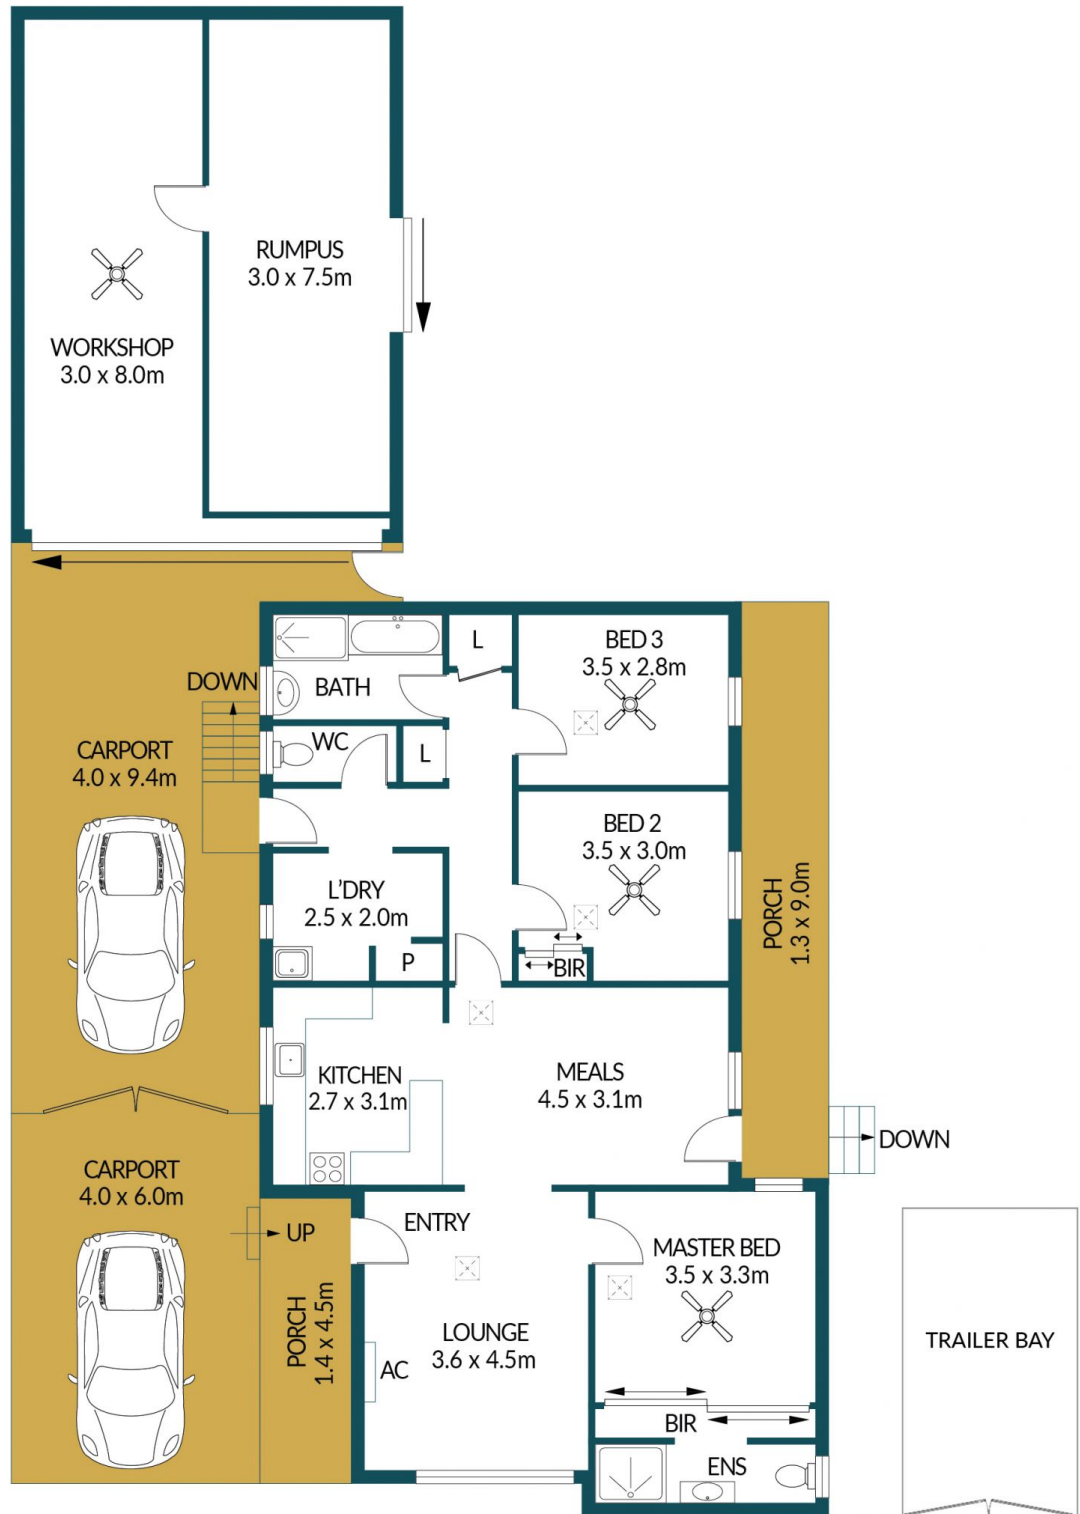 RUMPUS
3.0 x 7.5m
WORKSHOP
3.0 x 8.0m
L
BED 3
3.5 x 2.8m
DOWN
BATH
WC
L
CARPORT
4.0 x 9.4m
BED 2
3.5 x 3.0m
L'DRY
2.5 x 2.0m
PORCH
1.3 x 9.0m
P
BIR
KITCHEN
2.7 x 3.1m
MEALS
4.5 x 3.1m
DOWN
CARPORT
4.0 x 6.0m
UP
ENTRY
MASTER BED
3.5 x 3.3m
PORCH
1.4 x 4.5m
LOUNGE
3.6 x 4.5m
AC
TRAILER BAY
BIR
ENS